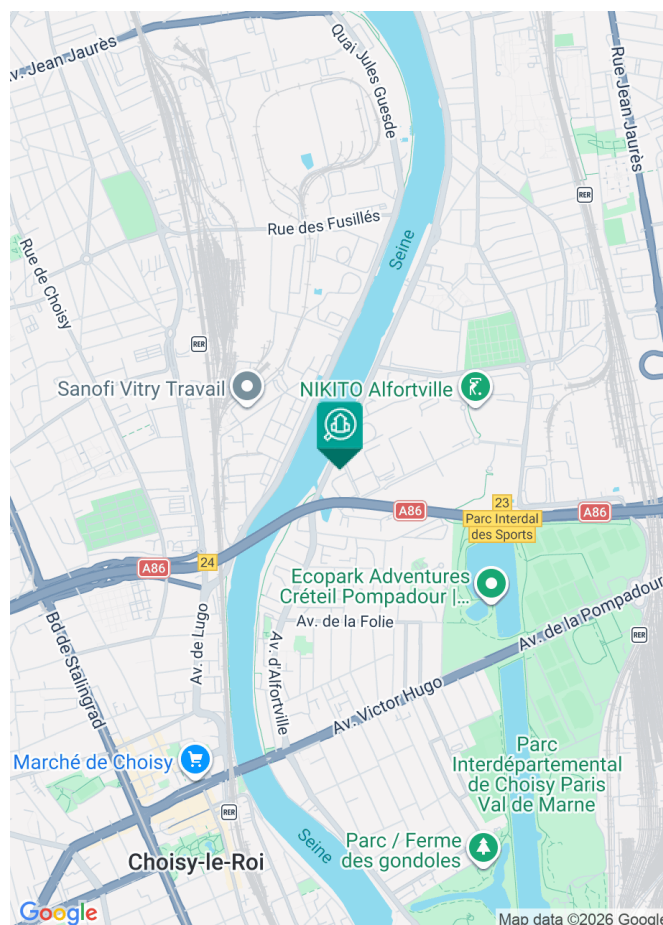 Av. Jean Jaurès
Quai Jules Guesde
Rue Jean Jaurès
RER
Rue des Fusillés
Seine
Rue de Choisy
RER
Sanofi Vitry Travail
NIKITO Alfortville
23
A86
A86
Parc Interdal
des Sports
24
A86
Ecopark Adventures
Créteil Pompadour |...
Av. de la Folie
Av. de la Pompadour
RER
Av. de Lugo
Av. d'Alfortville
Bd de Stalingrad
Av. Victor Hugo
Marché de Choisy
Parc
Interdépartemental
de Choisy Paris
Val de Marne
RER
Seine
Parc / Ferme
des gondoles
Choisy-le-Roi
Google
Map data ©2026 Google